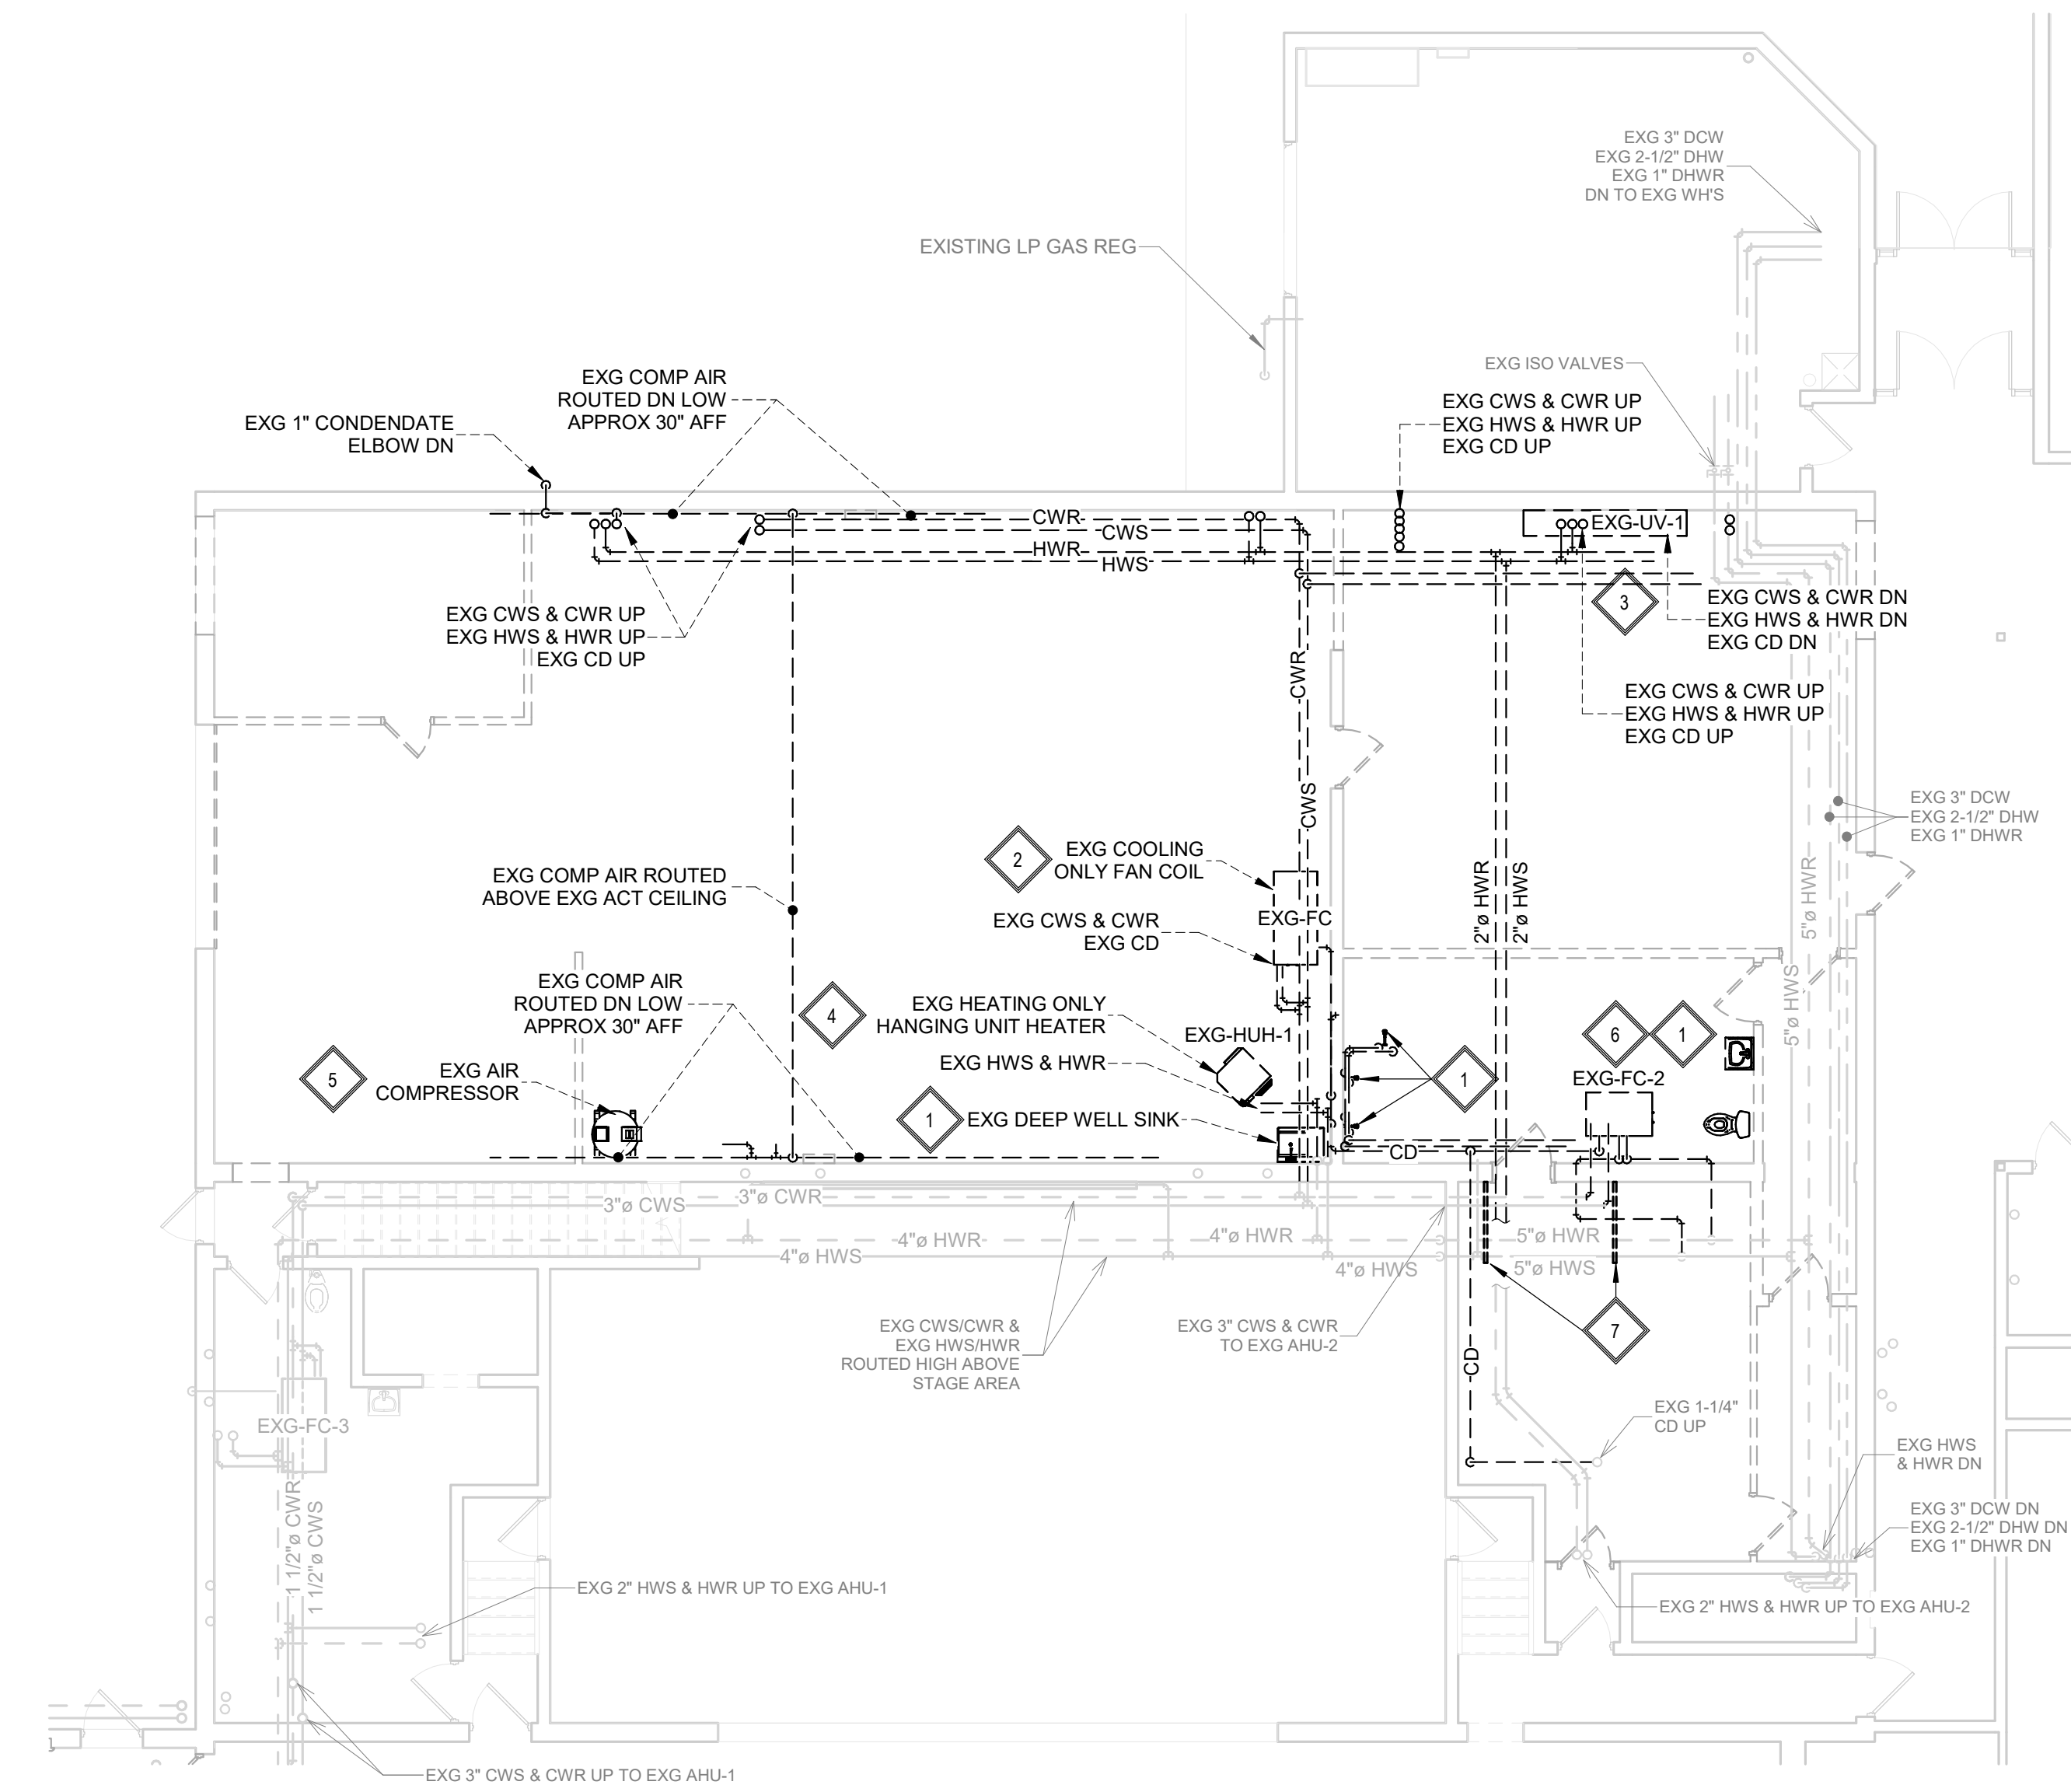 EXG 3" DCW
EXG 2-1/2" DHW
EXG 1" DHWR
DN TO EXG WH'S
EXISTING LP GAS REG
EXG ISO VALVES
EXG COMP AIR
ROUTED DN LOW
APPROX 30" AFF
EXG 1" CONDENDATE
ELBOW DN
EXG CWS & CWR UP
EXG HWS & HWR UP
EXG CD UP
CWR
CWS
HWR
HWS
EXG-UV-1
3
EXG CWS & CWR DN
EXG HWS & HWR DN
EXG CD DN
EXG CWS & CWR UP
EXG HWS & HWR UP
EXG CD UP
EXG CWS & CWR UP
EXG HWS & HWR UP
EXG CD UP
CWR
CWS
EXG 3" DCW
EXG 2-1/2" DHW
EXG 1" DHWR
2
EXG COOLING
ONLY FAN COIL
EXG-FC
EXG COMP AIR ROUTED
ABOVE EXG ACT CEILING
EXG CWS & CWR
EXG CD
2"ø HWR
2"ø HWS
5"ø HWR
5"ø HWS
EXG COMP AIR
ROUTED DN LOW
APPROX 30" AFF
4
EXG HEATING ONLY
HANGING UNIT HEATER
EXG-HUH-1
EXG HWS & HWR
6
1
5
EXG AIR
COMPRESSOR
1
EXG DEEP WELL SINK
1
EXG-FC-2
CD
3"ø CWS
3"ø CWR
4"ø HWR
4"ø HWS
4"ø HWR
4"ø HWS
5"ø HWR
5"ø HWS
EXG CWS/CWR &
EXG HWS/HWR
ROUTED HIGH ABOVE
STAGE AREA
EXG 3" CWS & CWR
TO EXG AHU-2
7
CD
EXG 1-1/4"
CD UP
EXG-FC-3
EXG HWS
& HWR DN
1 1/2"ø CWR
1 1/2"ø CWS
EXG 3" DCW DN
EXG 2-1/2" DHW DN
EXG 1" DHWR DN
EXG 2" HWS & HWR UP TO EXG AHU-1
EXG 2" HWS & HWR UP TO EXG AHU-2
EXG 3" CWS & CWR UP TO EXG AHU-1